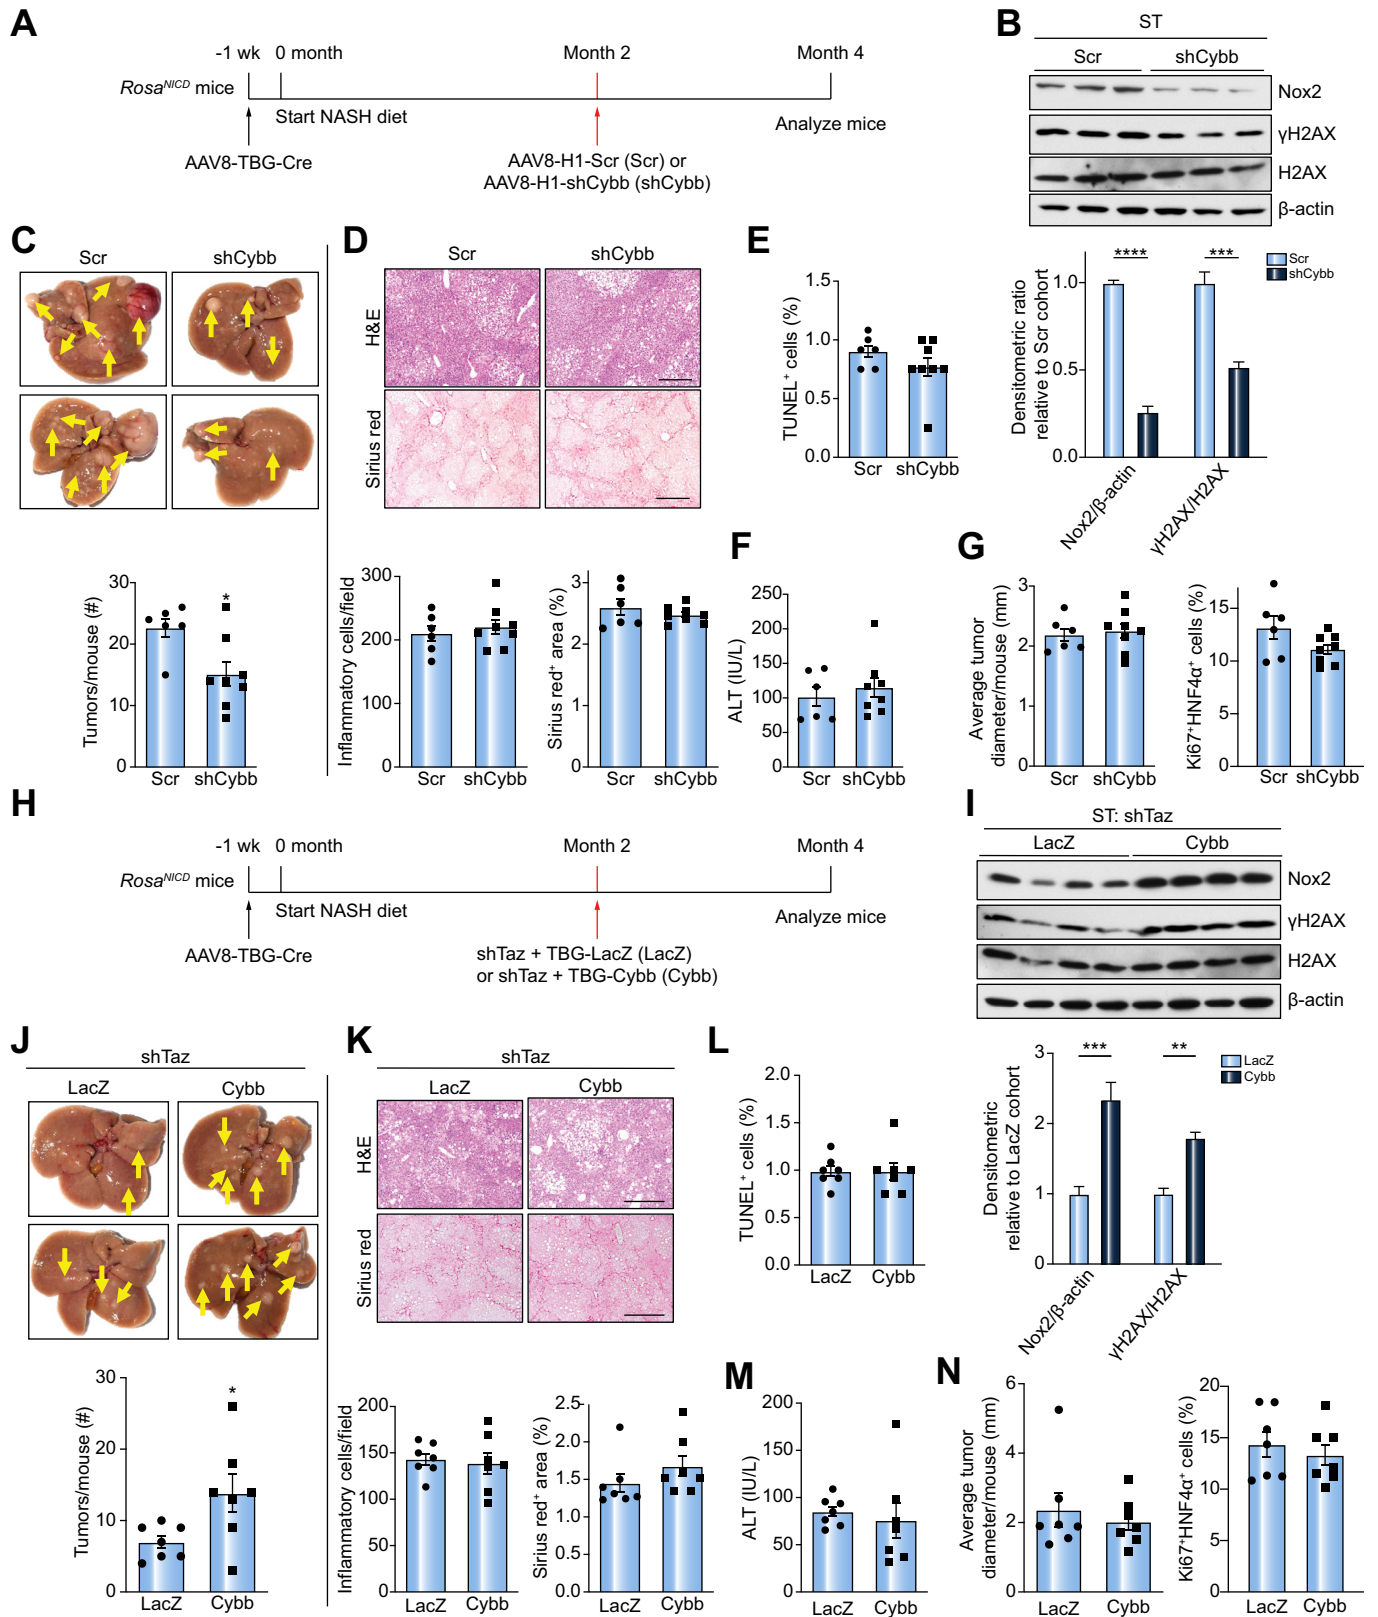 A
-1 wk 0 month Month 2 Month 4
Rosa^NICD mice
Start NASH diet
Analyze mice
AAV8-TBG-Cre
AAV8-H1-Scr (Scr) or
AAV8-H1-shCybb (shCybb)
B
ST
Scr shCybb
Nox2
γH2AX
H2AX
β-actin
Densitometric ratio
relative to Scr cohort
1.0
0.5
0.0
**** ***
Scr
shCybb
Nox2/β-actin
γH2AX/H2AX
C
Scr shCybb
Tumors/mouse (#)
30
20
10
0
*
Scr shCybb
D
Scr shCybb
H&E
Sirius red
Inflammatory cells/field
300
200
100
0
Scr shCybb
Sirius red+ area (%)
3
2
1
0
Scr shCybb
E
TUNEL+ cells (%)
1.5
1.0
0.5
0.0
Scr shCybb
F
ALT (IU/L)
250
200
150
100
50
0
Scr shCybb
G
Average tumor
diameter/mouse (mm)
3
2
1
0
Scr shCybb
Ki67+HNF4α+ cells (%)
15
10
5
0
Scr shCybb
H
-1 wk 0 month Month 2 Month 4
Rosa^NICD mice
Start NASH diet
Analyze mice
AAV8-TBG-Cre
shTaz + TBG-LacZ (LacZ)
or shTaz + TBG-Cybb (Cybb)
I
ST: shTaz
LacZ Cybb
Nox2
γH2AX
H2AX
β-actin
Densitometric
relative to LacZ cohort
3
2
1
0
*** **
LacZ
Cybb
Nox2/β-actin
γH2AX/H2AX
J
shTaz
LacZ Cybb
Tumors/mouse (#)
30
20
10
0
*
LacZ Cybb
K
shTaz
LacZ Cybb
H&E
Sirius red
Inflammatory cells/field
200
150
100
50
0
LacZ Cybb
Sirius red+ area (%)
2.5
2.0
1.5
1.0
0.5
0.0
LacZ Cybb
L
TUNEL+ cells (%)
2.0
1.5
1.0
0.5
0.0
LacZ Cybb
M
ALT (IU/L)
200
150
100
50
0
LacZ Cybb
N
Average tumor
diameter/mouse (mm)
6
4
2
0
LacZ Cybb
Ki67+HNF4α+ cells (%)
20
15
10
5
0
LacZ Cybb